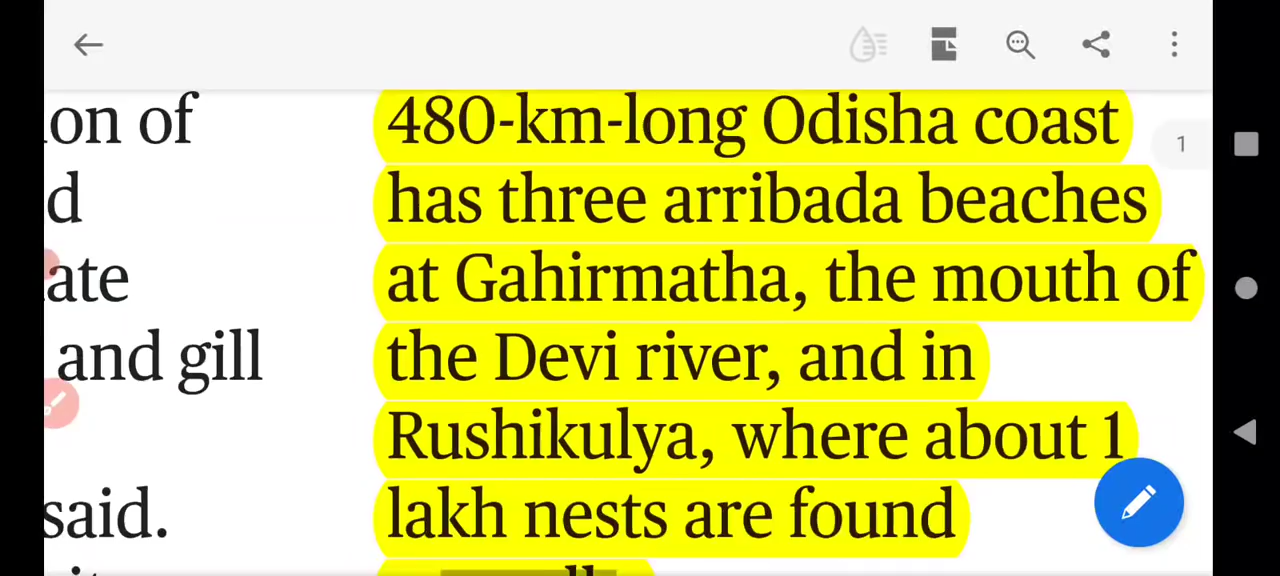 1
on of
d
ate
and gill
said.
480-km-long Odisha coast
has three arribada beaches
at Gahirmatha, the mouth of
the Devi river, and in
Rushikulya, where about 1
lakh nests are found